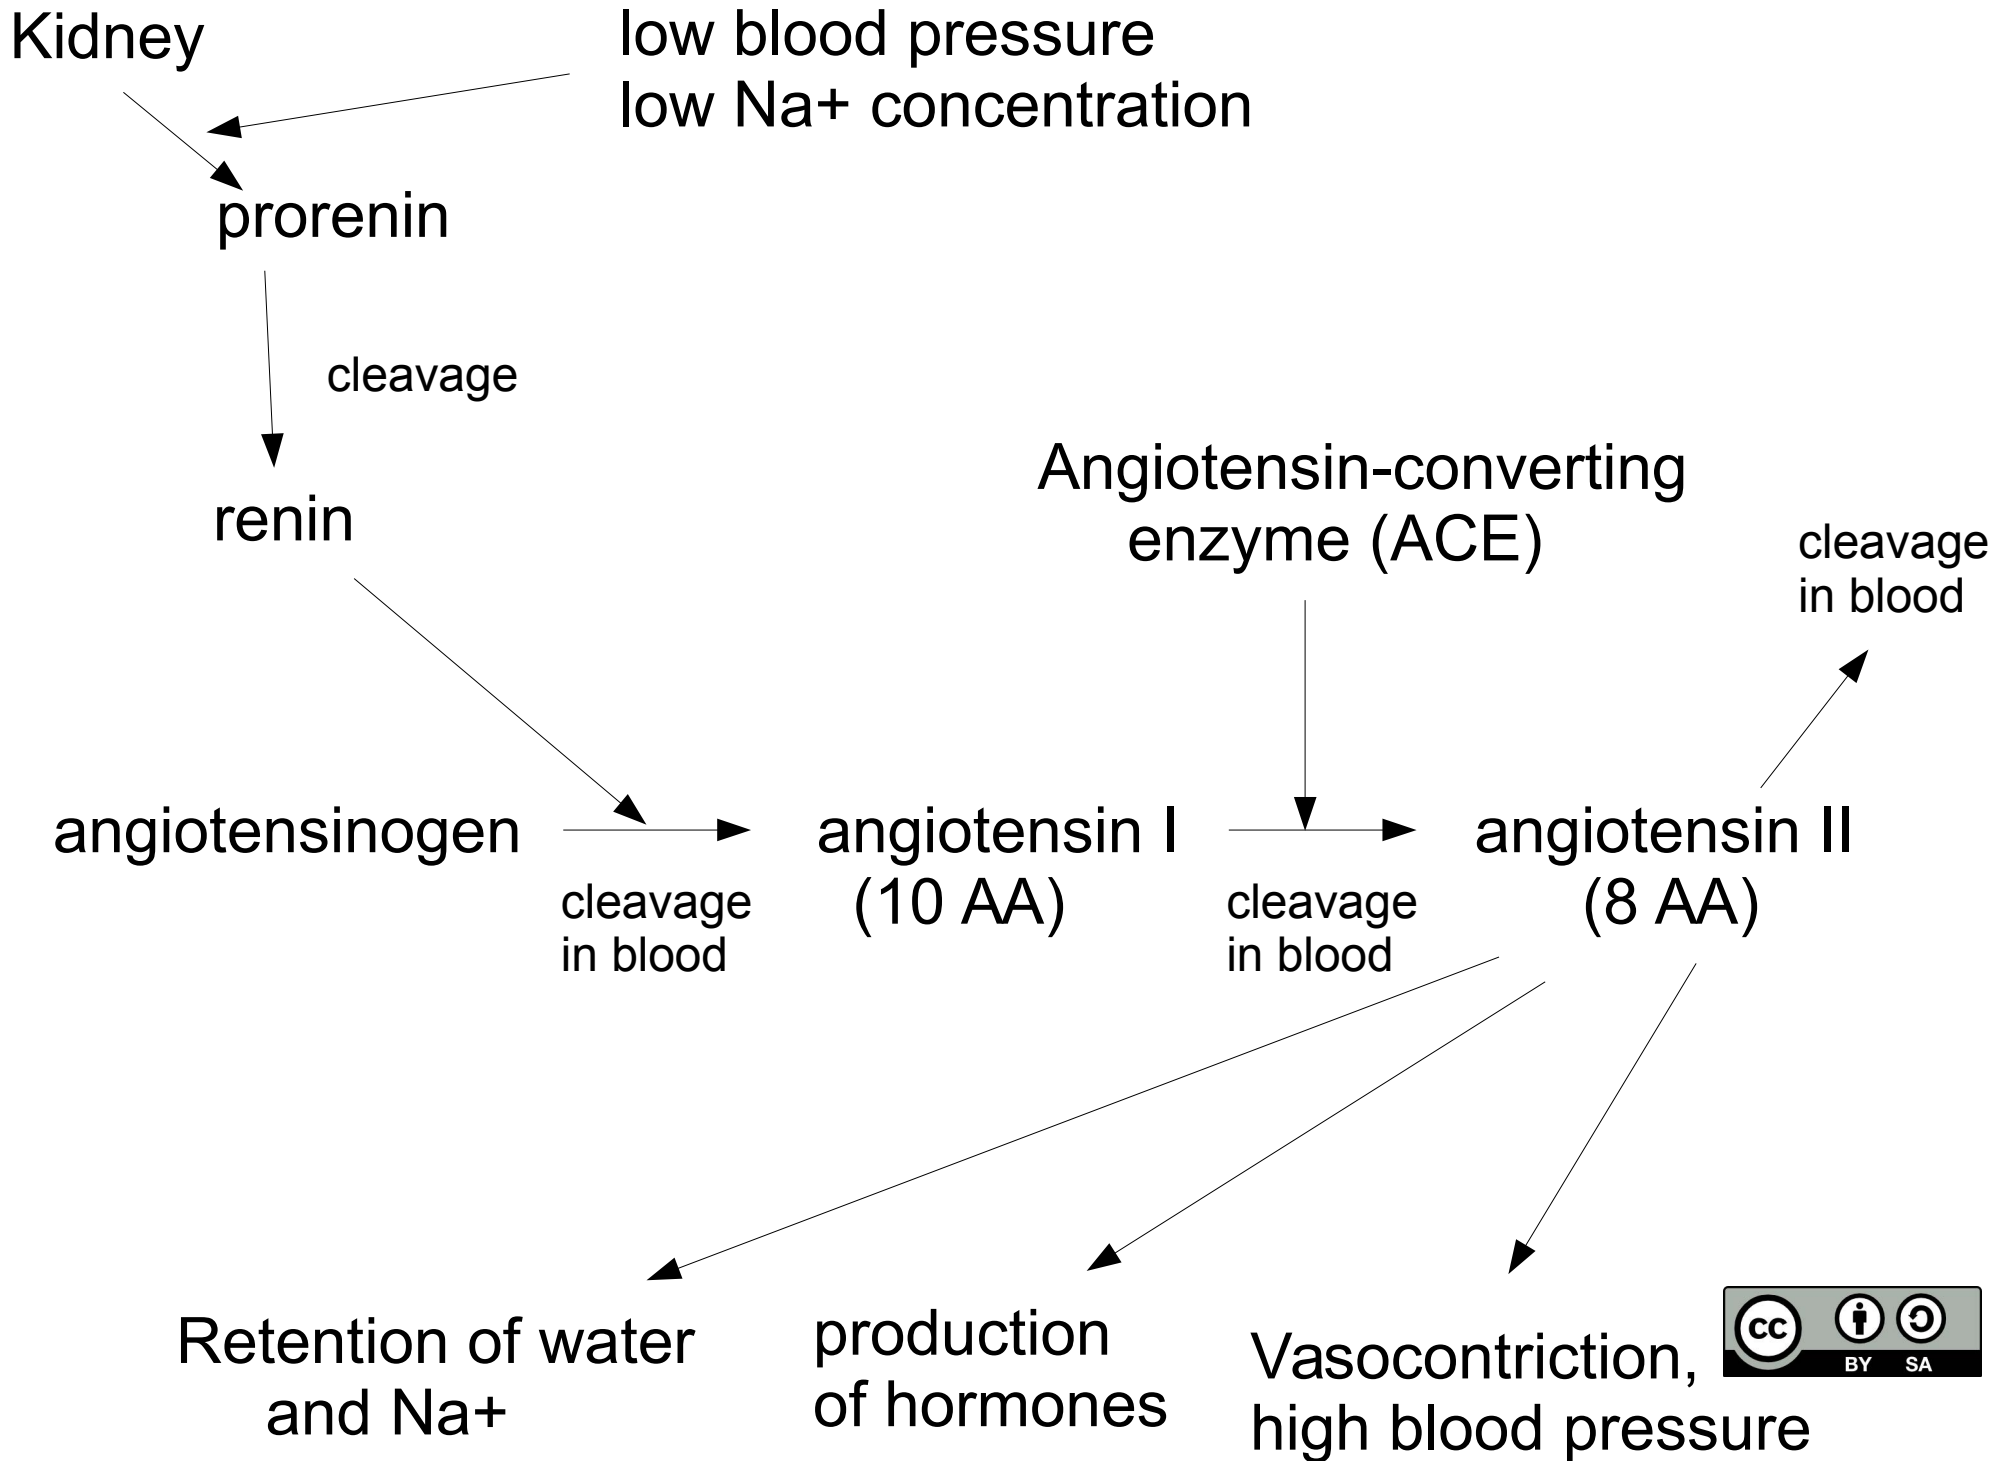 Kidney
low blood pressure
low Na+ concentration
prorenin
cleavage
renin
Angiotensin-converting
enzyme (ACE)
cleavage
in blood
angiotensinogen
cleavage
in blood
angiotensin I
(10 AA)
cleavage
in blood
angiotensin II
(8 AA)
Retention of water
and Na+
production
of hormones
Vasocontriction,
high blood pressure
cc
BY SA